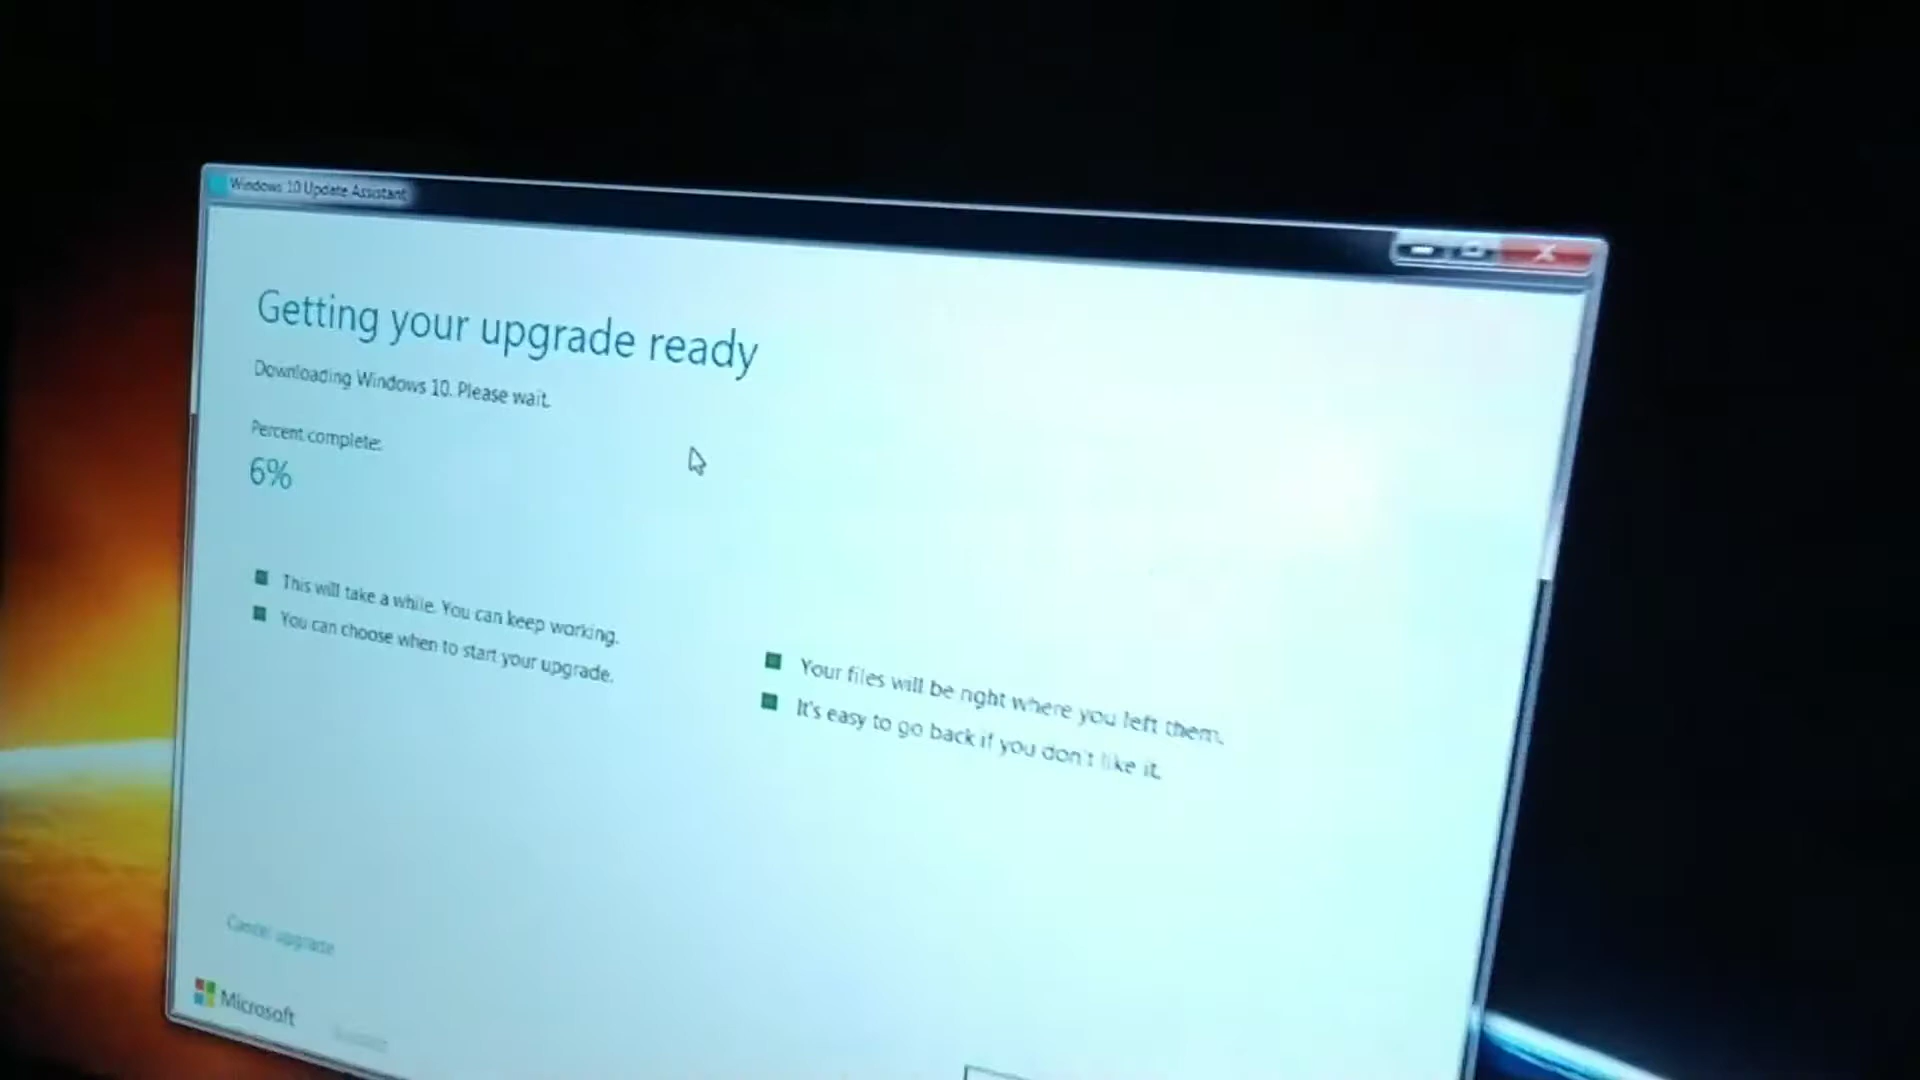 Windows 10 Update Assistant
Getting your upgrade ready
Downloading Windows 10. Please wait.
Percent complete:
6%
This will take a while. You can keep working.
You can choose when to start your upgrade.
Your files will be right where you left them.
It's easy to go back if you don't like it.
Cancel upgrade
Microsoft